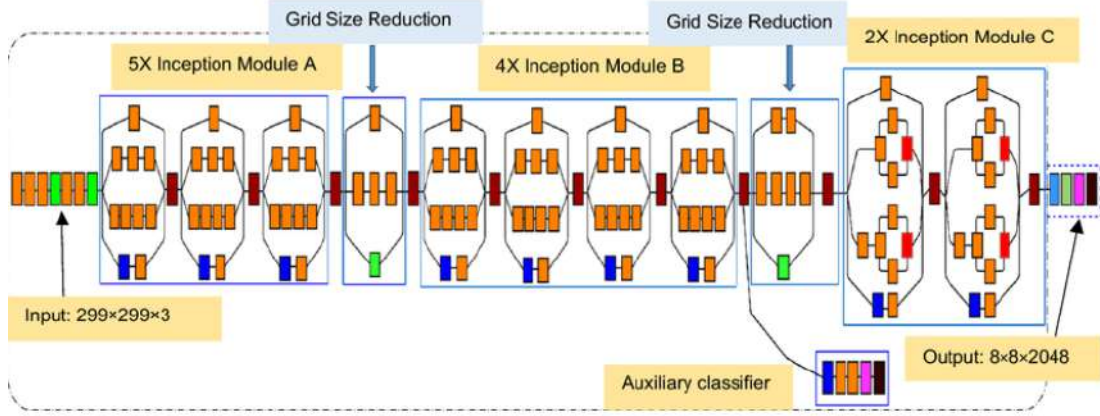 Grid Size Reduction
Grid Size Reduction
2X Inception Module C
5X Inception Module A
4X Inception Module B
Input: 299×299×3
Output: 8×8×2048
Auxiliary classifier